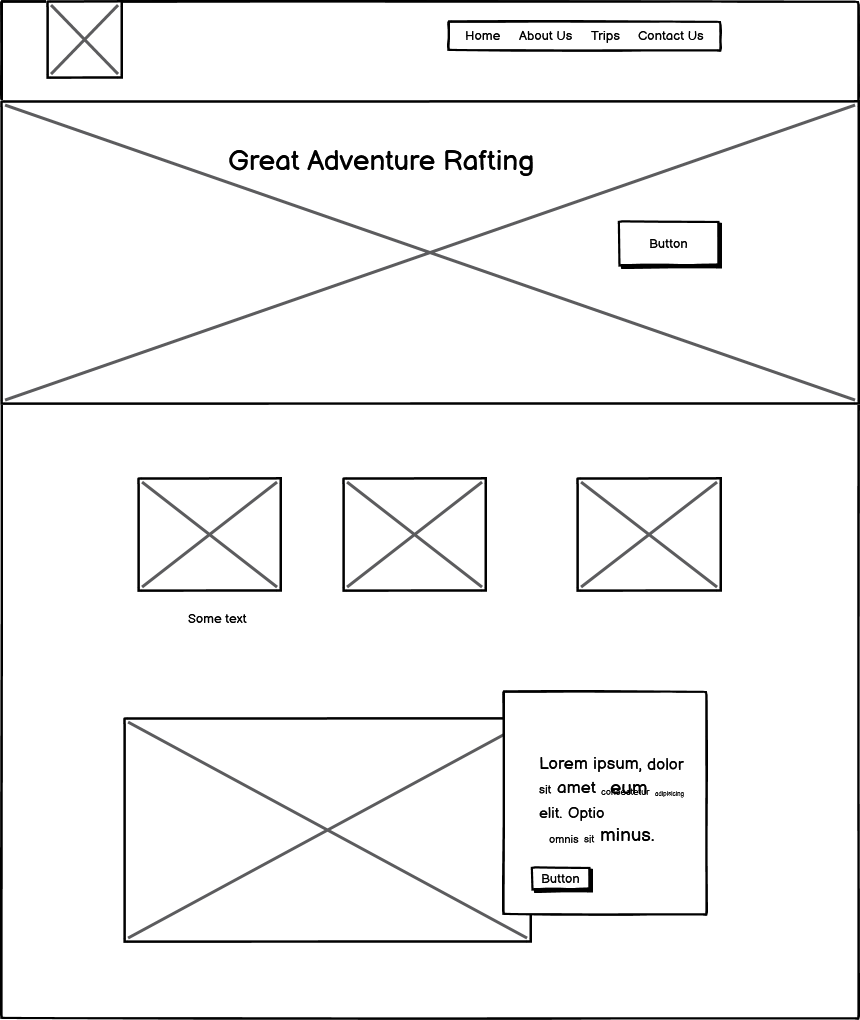 Home About Us Trips Contact Us
Great Adventure Rafting
Button
Some text
Lorem ipsum, dolor
sit amet consectetur eum adipiricing
elit. Optio
omnis sit minus.
Button